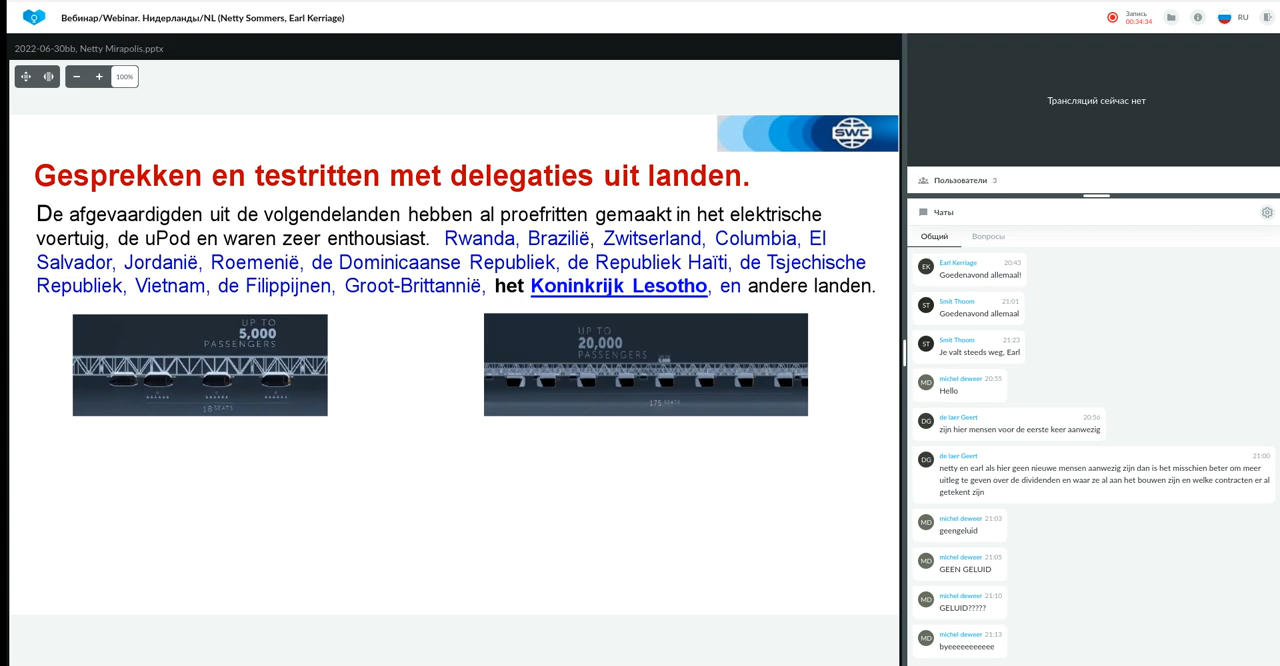 Вебинар/Webinar. Нидерланды/NL (Netty Sommers, Earl Kerriage)
Запись
00:34:34
RU
2022-06-30bb, Netty Mirapolis.pptx
100%
Трансляций сейчас нет
SWC
Gesprekken en testritten met delegaties uit landen.
De afgevaardigden uit de volgendelanden hebben al proefritten gemaakt in het elektrische
voertuig, de uPod en waren zeer enthousiast. Rwanda, Brazilië, Zwitserland, Columbia, El
Salvador, Jordanië, Roemenië, de Dominicaanse Republiek, de Republiek Haïti, de Tsjechische
Republiek, Vietnam, de Filippijnen, Groot-Brittannië, het Koninkrijk Lesotho, en andere landen.
UP TO
5,000
PASSENGERS
18 SEATS
UP TO
20,000
PASSENGERS
175 SEATS
Пользователи 3
Чаты
Общий Вопросы
EK Earl Kerriage 20:43
Goedenavond allemaal!
ST Smit Thoom 21:01
Goedenavond allemaal
ST Smit Thoom 21:23
Je valt steeds weg, Earl
MD michel deweer 20:55
Hello
DG de laer Geert 20:56
zijn hier mensen voor de eerste keer aanwezig
DG de laer Geert 21:00
netty en earl als hier geen nieuwe mensen aanwezig zijn dan is het misschien beter om meer
uitleg te geven over de dividenden en waar ze al aan het bouwen zijn en welke contracten er al
getekent zijn
MD michel deweer 21:03
geengeluid
MD michel deweer 21:05
GEEN GELUID
MD michel deweer 21:10
GELUID?????
MD michel deweer 21:13
byeeeeeeeeeee